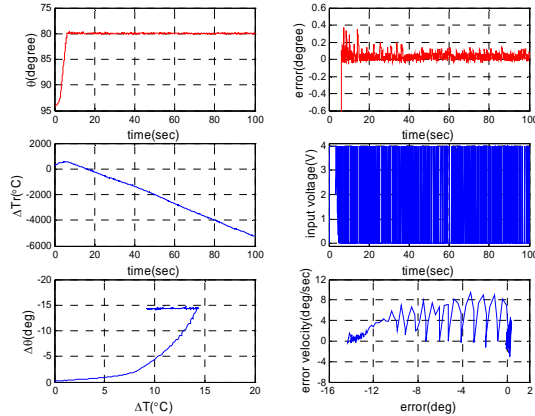 75
80
85
90
95
0 20 40 60 80 100
θ(degree)
time(sec)
0.6
0.4
0.2
0
-0.2
-0.4
-0.6
0 20 40 60 80 100
error(degree)
time(sec)
2000
0
-2000
-4000
-6000
0 20 40 60 80 100
ΔTr(°C)
time(sec)
4
3
2
1
0
0 20 40 60 80 100
input voltage(V)
time(sec)
-20
-15
-10
-5
0
0 5 10 15 20
Δθ(deg)
ΔT(°C)
12
8
4
0
-4
-8
-16 -12 -8 -4 0 2
error velocity(deg/sec)
error(deg)